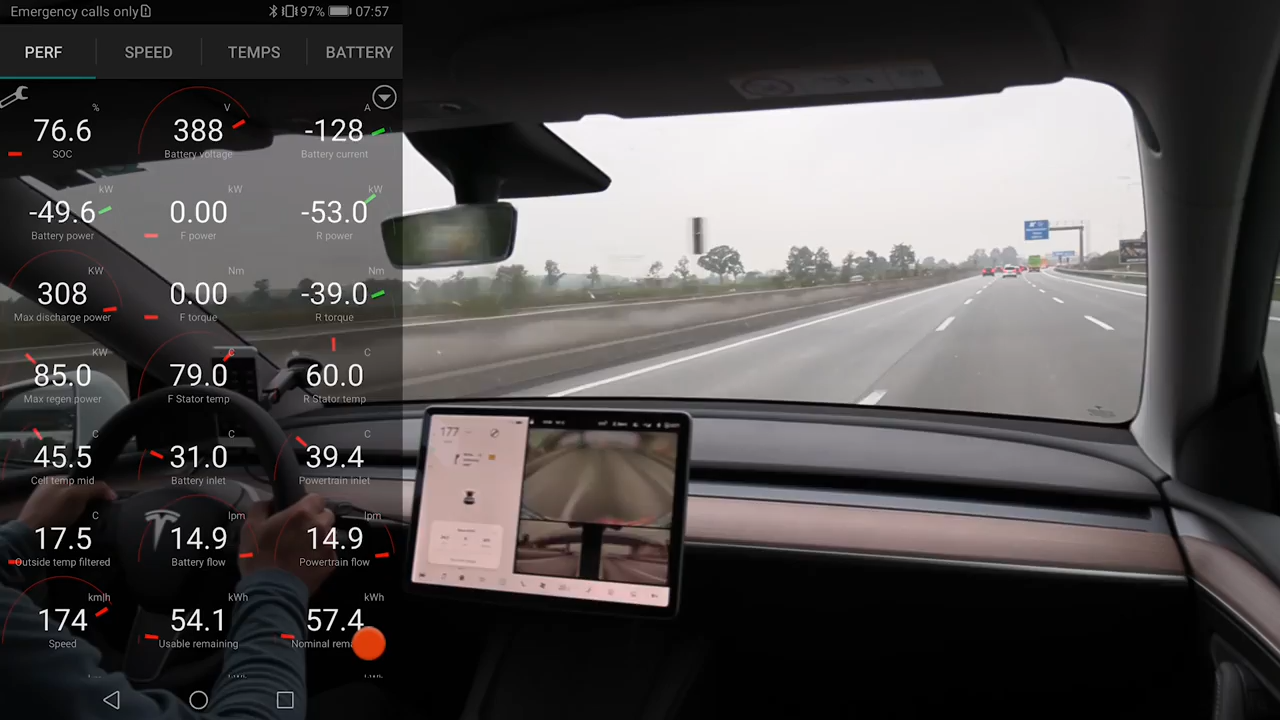 Emergency calls only 97% 07:57
PERF SPEED TEMPS BATTERY
% V A
76.6 388 -128
SOC Battery voltage Battery current
kW kW kW
-49.6 0.00 -53.0
Battery power F power R power
KW Nm Nm
308 0.00 -39.0
Max discharge power F torque R torque
KW C C
85.0 79.0 60.0
Max regen power F Stator temp R Stator temp
C C C
45.5 31.0 39.4
Cell temp mid Battery inlet Powertrain inlet
C lpm lpm
17.5 14.9 14.9
Outside temp filtered Battery flow Powertrain flow
km|h kWh kWh
174 54.1 57.4
Speed Usable remaining Nominal rema
177